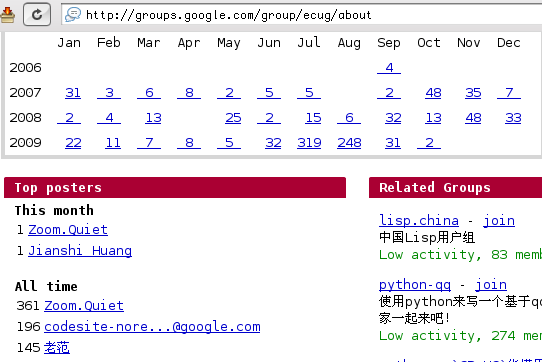 http://groups.google.com/group/ecug/about
Jan Feb Mar Apr May Jun Jul Aug Sep Oct Nov Dec
2006 4
2007 31 3 6 8 2 5 5 2 48 35 7
2008 2 4 13 25 2 15 6 32 13 48 33
2009 22 11 7 8 5 32 319 248 31 2
Top posters
This month
1 Zoom.Quiet
1 Jianshi Huang
All time
361 Zoom.Quiet
196 codesite-nore...@google.com
145 老范
Related Groups
lisp.china - join
中国Lisp用户组
Low activity, 83 memb
python-qq - join
使用python来写一个基于qq
家一起来吧!
Low activity, 274 mem